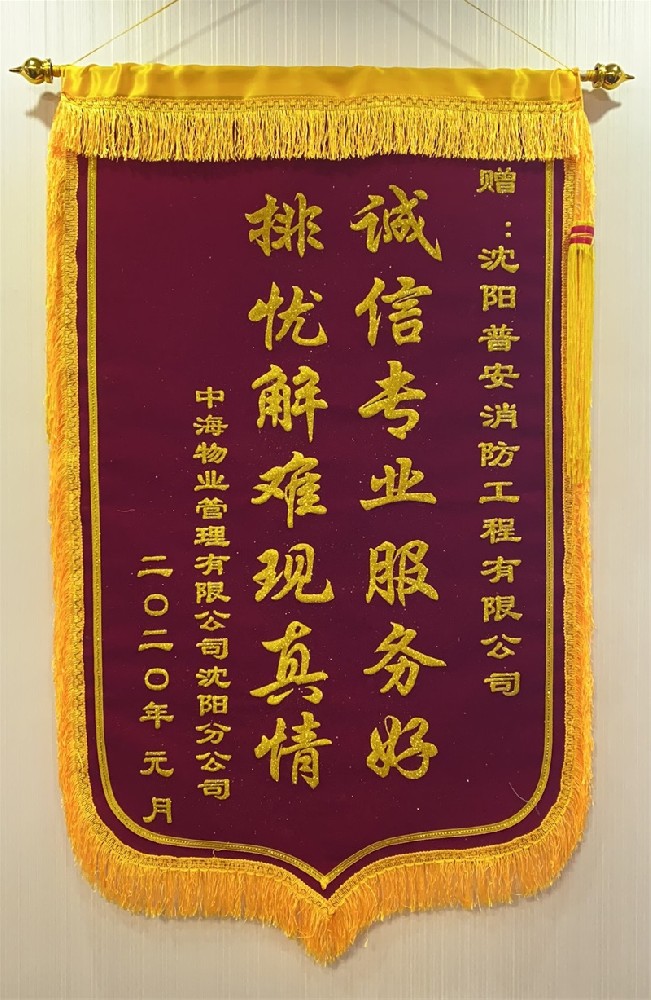 赠：沈阳普安消防工程有限公司
诚信专业服务好
排忧解难现真情
中海物业管理有限公司沈阳分公司
二〇二〇年元月